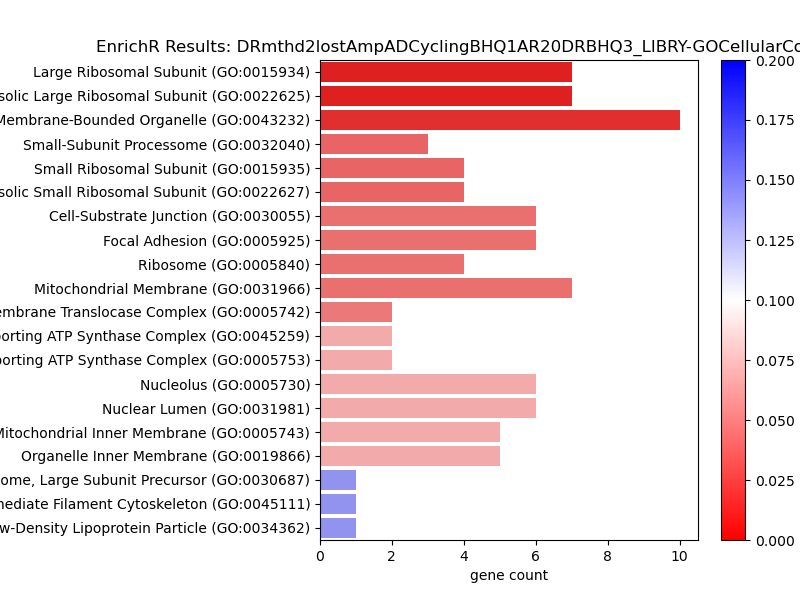 EnrichR Results: DRmthd2lostAmpADCyclingBHQ1AR20DRBHQ3_LIBRY-GOCellularCo
Large Ribosomal Subunit (GO:0015934)
solic Large Ribosomal Subunit (GO:0022625)
Membrane-Bounded Organelle (GO:0043232)
Small-Subunit Processome (GO:0032040)
Small Ribosomal Subunit (GO:0015935)
solic Small Ribosomal Subunit (GO:0022627)
Cell-Substrate Junction (GO:0030055)
Focal Adhesion (GO:0005925)
Ribosome (GO:0005840)
Mitochondrial Membrane (GO:0031966)
embrane Translocase Complex (GO:0005742)
porting ATP Synthase Complex (GO:0045259)
porting ATP Synthase Complex (GO:0005753)
Nucleolus (GO:0005730)
Nuclear Lumen (GO:0031981)
Mitochondrial Inner Membrane (GO:0005743)
Organelle Inner Membrane (GO:0019866)
ome, Large Subunit Precursor (GO:0030687)
mediate Filament Cytoskeleton (GO:0045111)
w-Density Lipoprotein Particle (GO:0034362)
0 2 4 6 8 10
gene count
0.200
0.175
0.150
0.125
0.100
0.075
0.050
0.025
0.000